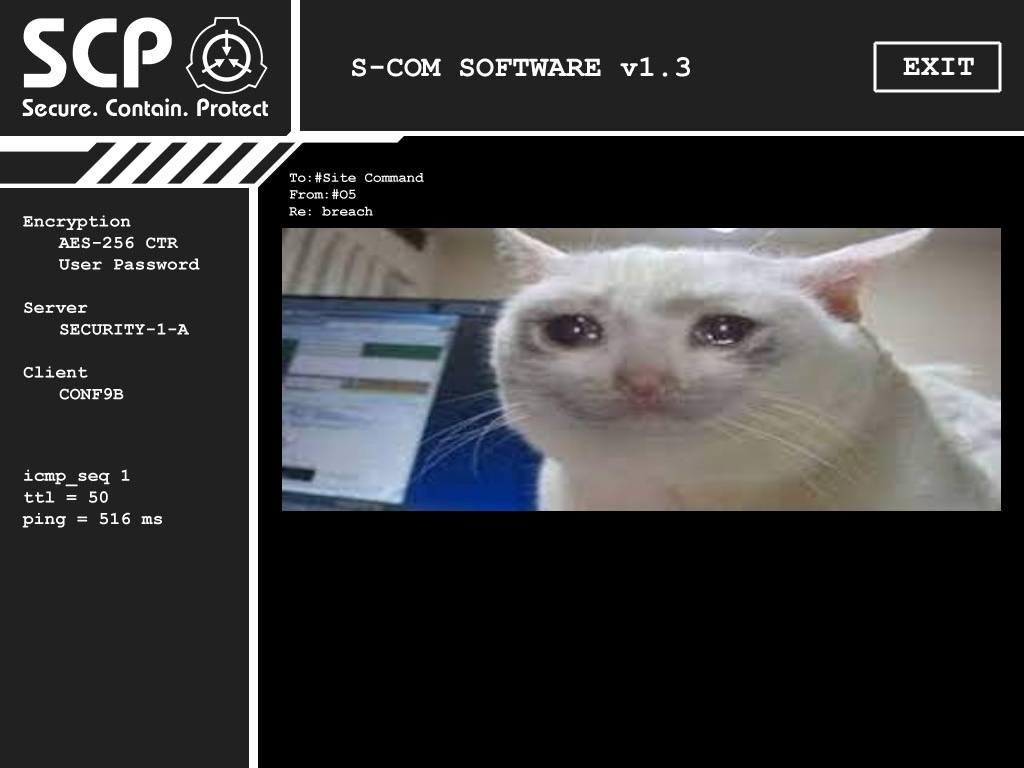 SCP
Secure. Contain. Protect
S-COM SOFTWARE v1.3
EXIT
To:#Site Command
From:#O5
Re: breach
Encryption
AES-256 CTR
User Password
Server
SECURITY-1-A
Client
CONF9B
icmp_seq 1
ttl = 50
ping = 516 ms